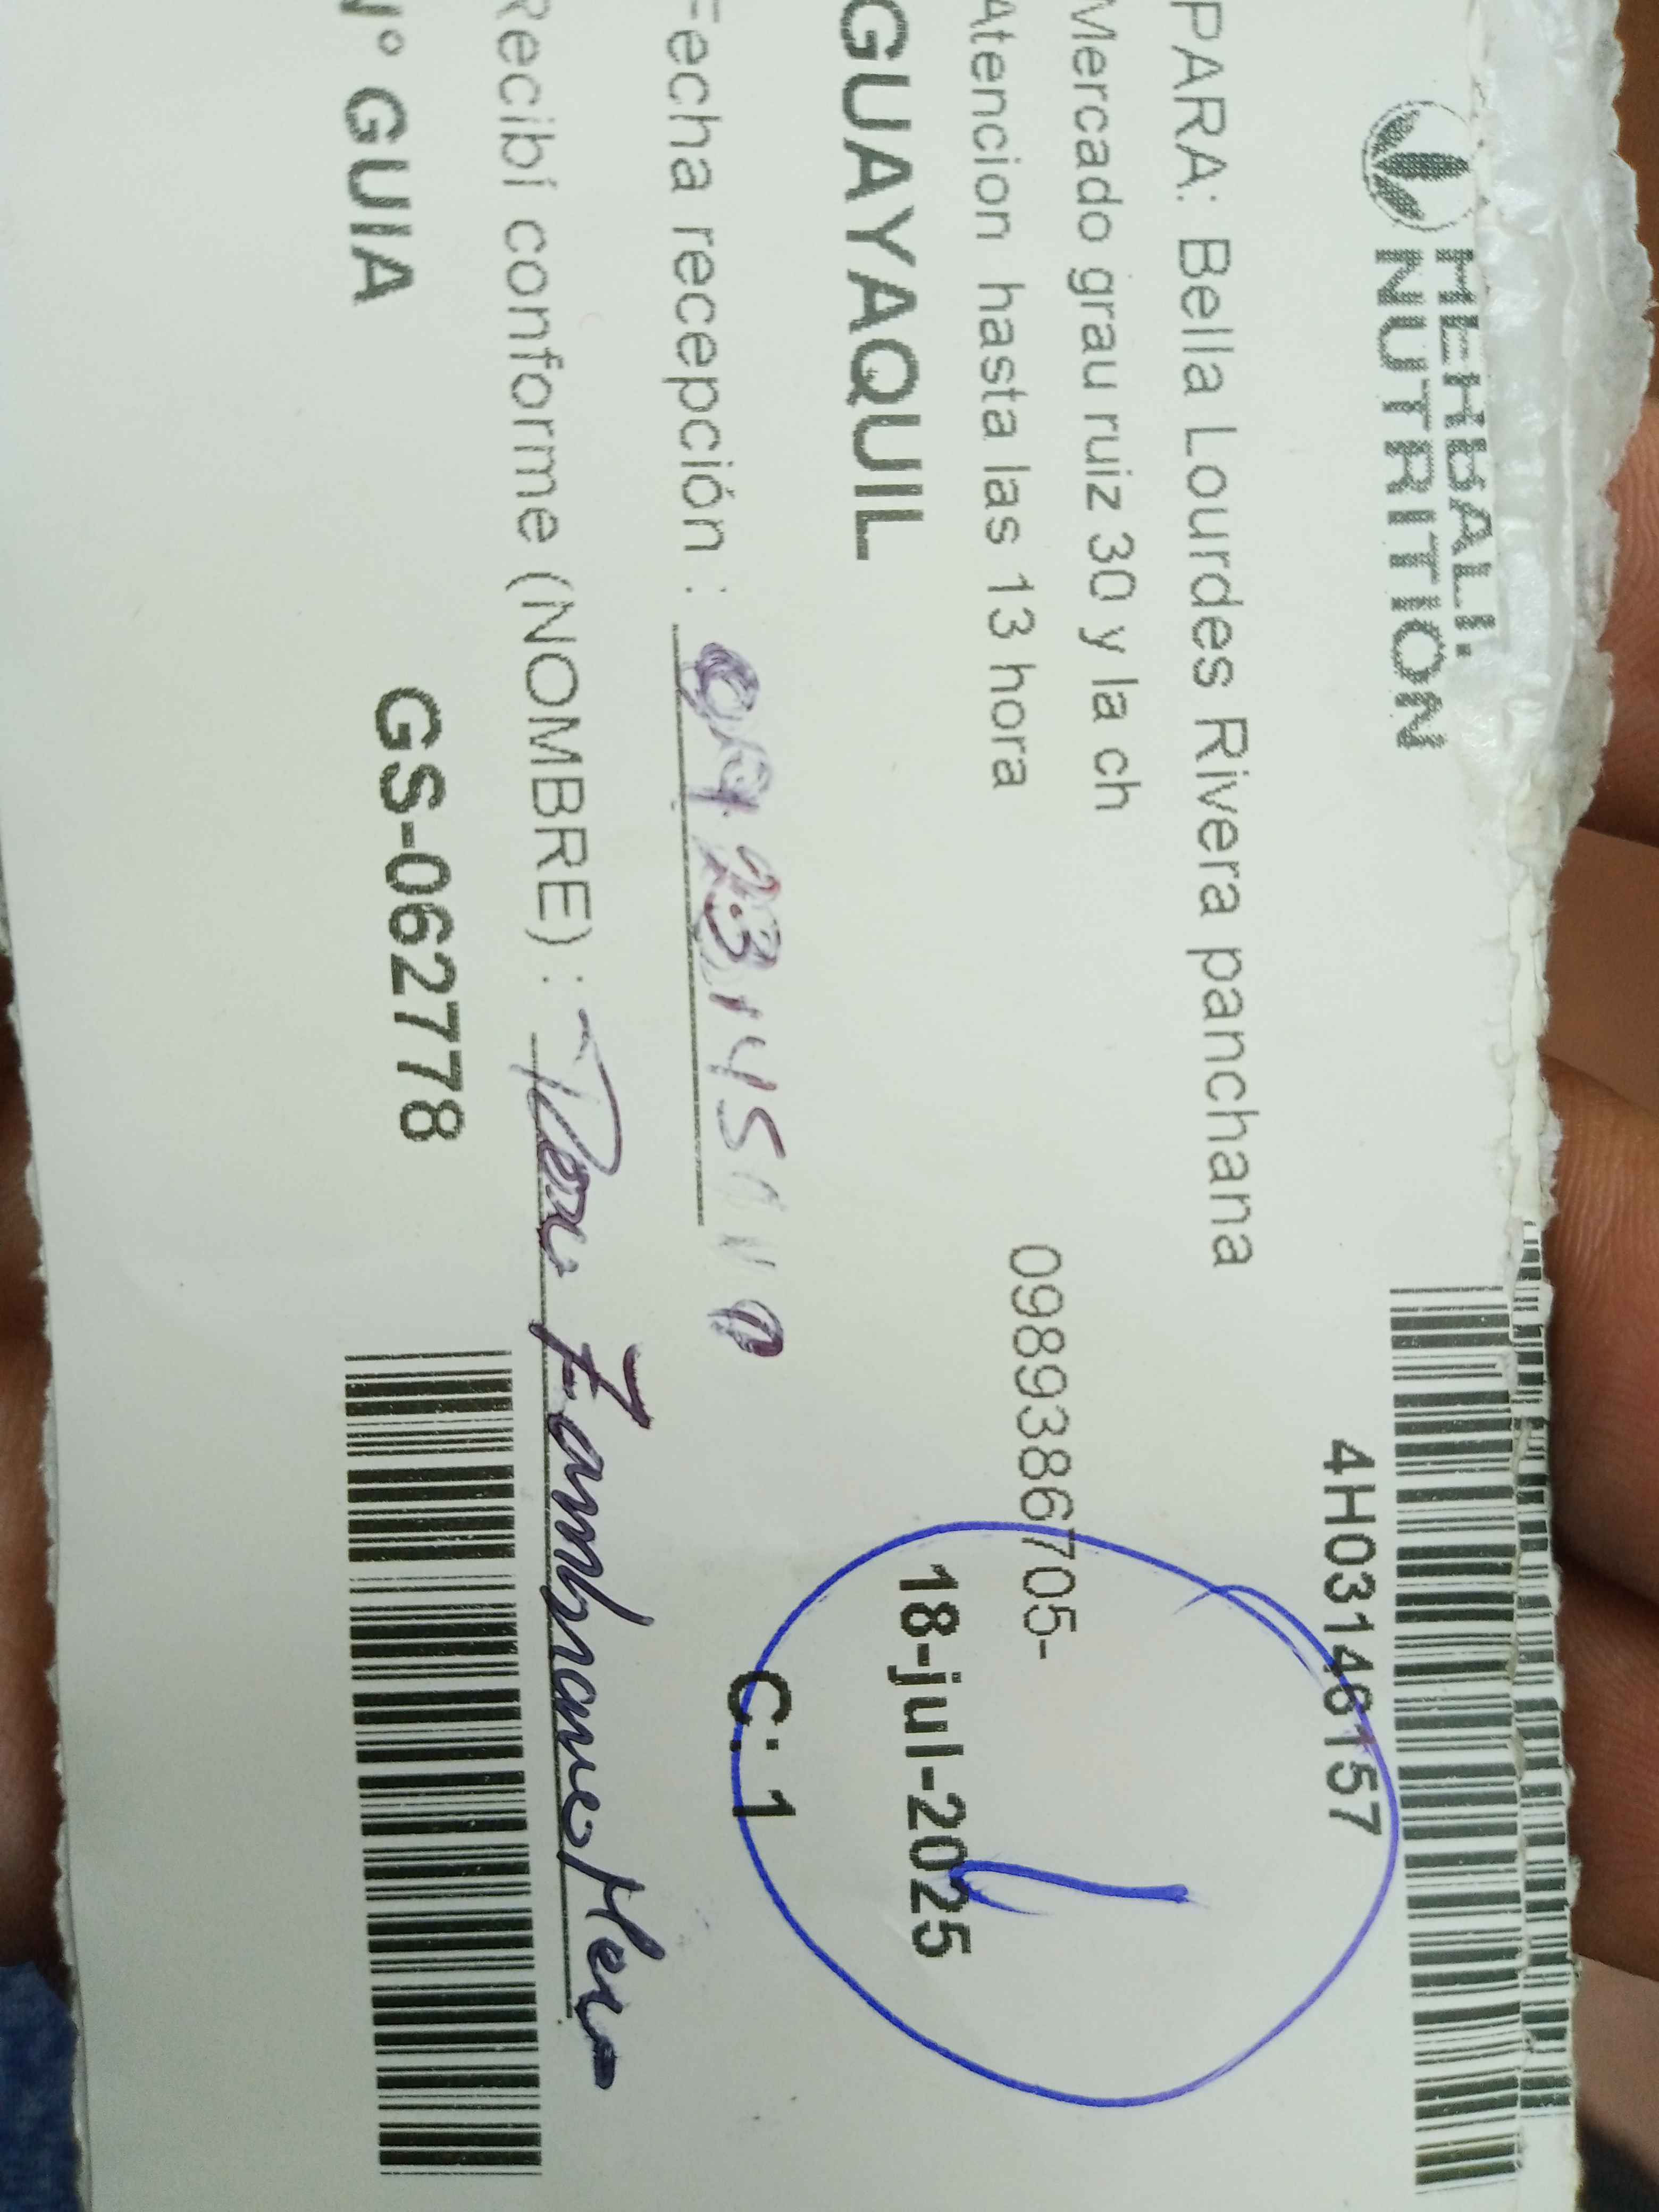 HERBALIFE
NUTRITION
4H03146157
PARA: Bella Lourdes Rivera panchana
Mercado grau ruiz 30 y la ch
Atencion hasta las 13 hora
0989386705-
GUAYAQUIL
18-jul-2025
Fecha recepción :
C: 1
Recibí conforme (NOMBRE) : Zambrano
N° GUIA GS-062778